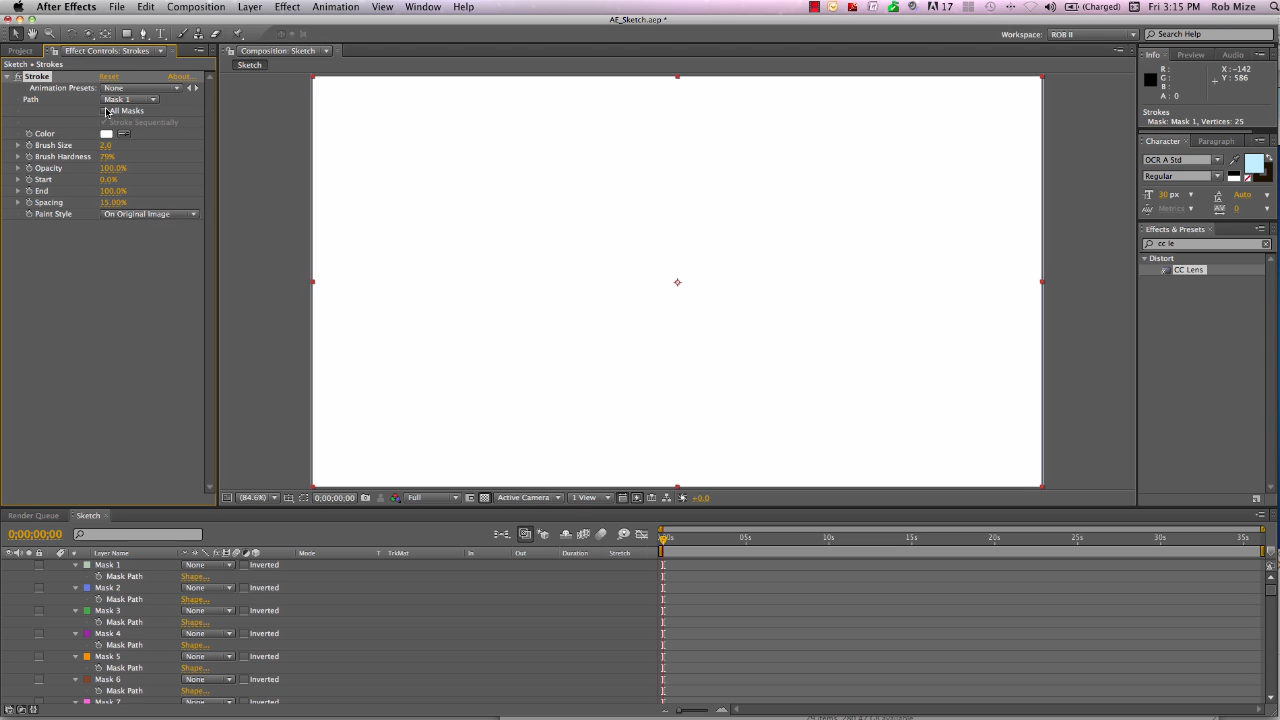 After Effects File Edit Composition Layer Effect Animation View Window Help 17 (Charged) Fri 3:15 PM Rob Mize
AE_Sketch.aep *
Workspace: ROB II Search Help
Project Effect Controls: Strokes Composition: Sketch Info Preview Audio
Sketch • Strokes
Sketch
Stroke Reset About...
Animation Presets: None
Path Mask 1
All Masks
Stroke Sequentially
Color
Brush Size 2.0
Brush Hardness 79%
Opacity 100.0%
Start 0.0%
End 100.0%
Spacing 15.00%
Paint Style On Original Image
R: X: -142
G: Y: 586
B:
A: 0
Strokes
Mask: Mask 1, Vertices: 25
Character Paragraph
OCR A Std
Regular
30 px Auto
Metrics 0
Effects & Presets
cc le
Distort
CC Lens
(84.6%) 0;00;00;00 Full Active Camera 1 View +0.0
Render Queue Sketch
0;00;00;00
05s 10s 15s 20s 25s 30s 35s
Layer Name Mode T TrkMat In Out Duration Stretch
Mask 1 None Inverted
Mask Path Shape...
Mask 2 None Inverted
Mask Path Shape...
Mask 3 None Inverted
Mask Path Shape...
Mask 4 None Inverted
Mask Path Shape...
Mask 5 None Inverted
Mask Path Shape...
Mask 6 None Inverted
Mask Path Shape...
Mask 7 None Inverted